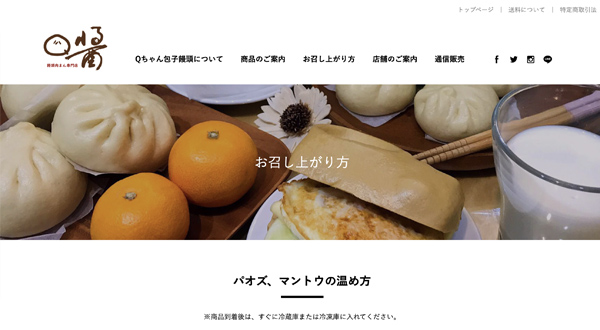 トップページ ｜ 送料について ｜ 特定商取引法
Qちゃん
醬
Qちゃん包子饅頭について 商品のご案内 お召し上がり方 店舗のご案内 通信販売
お召し上がり方
パオズ、マントウの温め方
※商品到着後は、すぐに冷蔵庫または冷凍庫に入れてください。